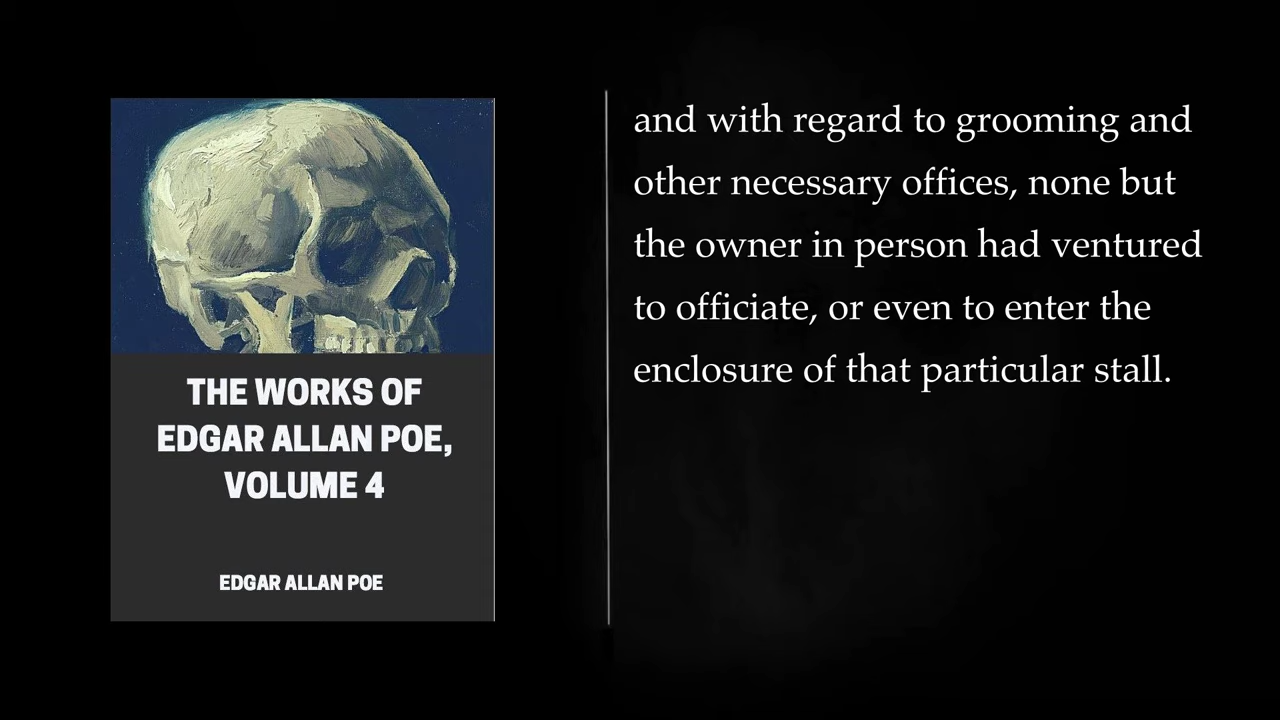 THE WORKS OF
EDGAR ALLAN POE,
VOLUME 4
EDGAR ALLAN POE
and with regard to grooming and
other necessary offices, none but
the owner in person had ventured
to officiate, or even to enter the
enclosure of that particular stall.